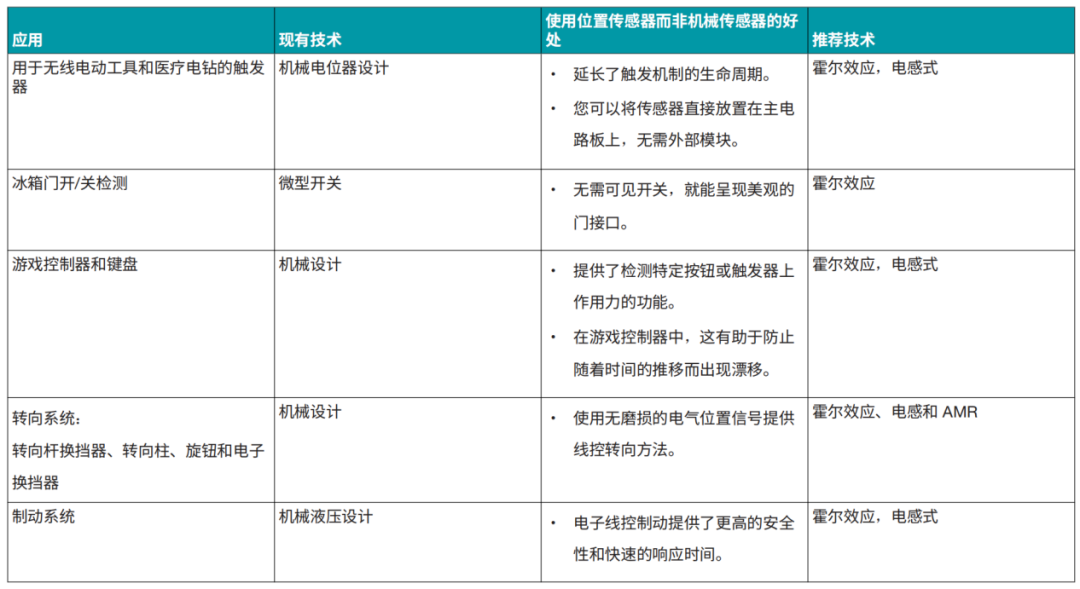 应用
现有技术
使用位置传感器而非机械传感器的好
处
推荐技术
用于无线电动工具和医疗电钻的触发
器
机械电位器设计
• 延长了触发机制的生命周期。
• 您可以将传感器直接放置在主电
路板上，无需外部模块。
霍尔效应，电感式
冰箱门开/关检测
微型开关
• 无需可见开关，就能呈现美观的
门接口。
霍尔效应
游戏控制器和键盘
机械设计
• 提供了检测特定按钮或触发器上
作用力的功能。
• 在游戏控制器中，这有助于防止
随着时间的推移而出现漂移。
霍尔效应，电感式
转向系统：
转向杆换挡器、转向柱、旋钮和电子
换挡器
机械设计
• 使用无磨损的电气位置信号提供
线控转向方法。
霍尔效应、电感和 AMR
制动系统
机械液压设计
• 电子线控制动提供了更高的安全
性和快速的响应时间。
霍尔效应，电感式